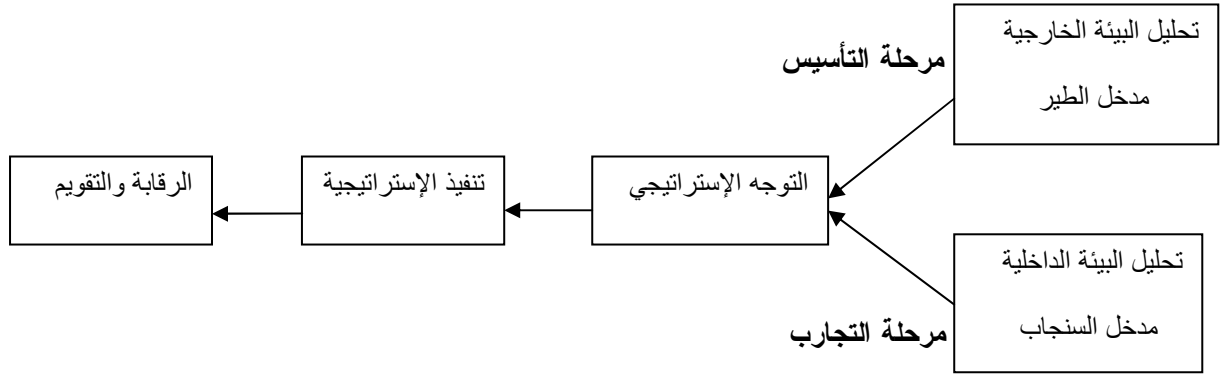 تحليل البيئة الخارجية
مدخل الطير
مرحلة التأسيس
التوجه الإستراتيجي
تنفيذ الإستراتيجية
الرقابة والتقويم
تحليل البيئة الداخلية
مدخل السنجاب
مرحلة التجارب